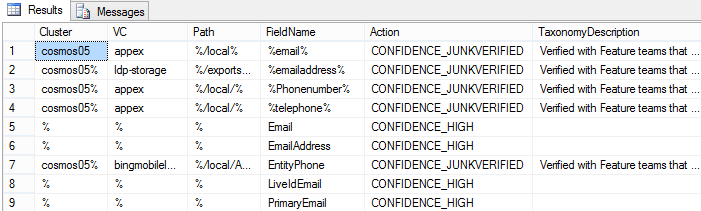 Results Messages
Cluster VC Path FieldName Action TaxonomyDescription
1 cosmos05 appex %/local% %email% CONFIDENCE_JUNKVERIFIED Verified with Feature teams that ...
2 cosmos05% ldp-storage %/exports... %emailaddress% CONFIDENCE_JUNKVERIFIED Verified with Feature teams that ...
3 cosmos05% appex %/local/% %Phonenumber% CONFIDENCE_JUNKVERIFIED Verified with Feature teams that ...
4 cosmos05% appex %/local/% %telephone% CONFIDENCE_JUNKVERIFIED Verified with Feature teams that ...
5 % % % Email CONFIDENCE_HIGH
6 % % % EmailAddress CONFIDENCE_HIGH
7 cosmos05% bingmobilel... %/local/A... EntityPhone CONFIDENCE_JUNKVERIFIED Verified with Feature teams that ...
8 % % % LiveIdEmail CONFIDENCE_HIGH
9 % % % PrimaryEmail CONFIDENCE_HIGH